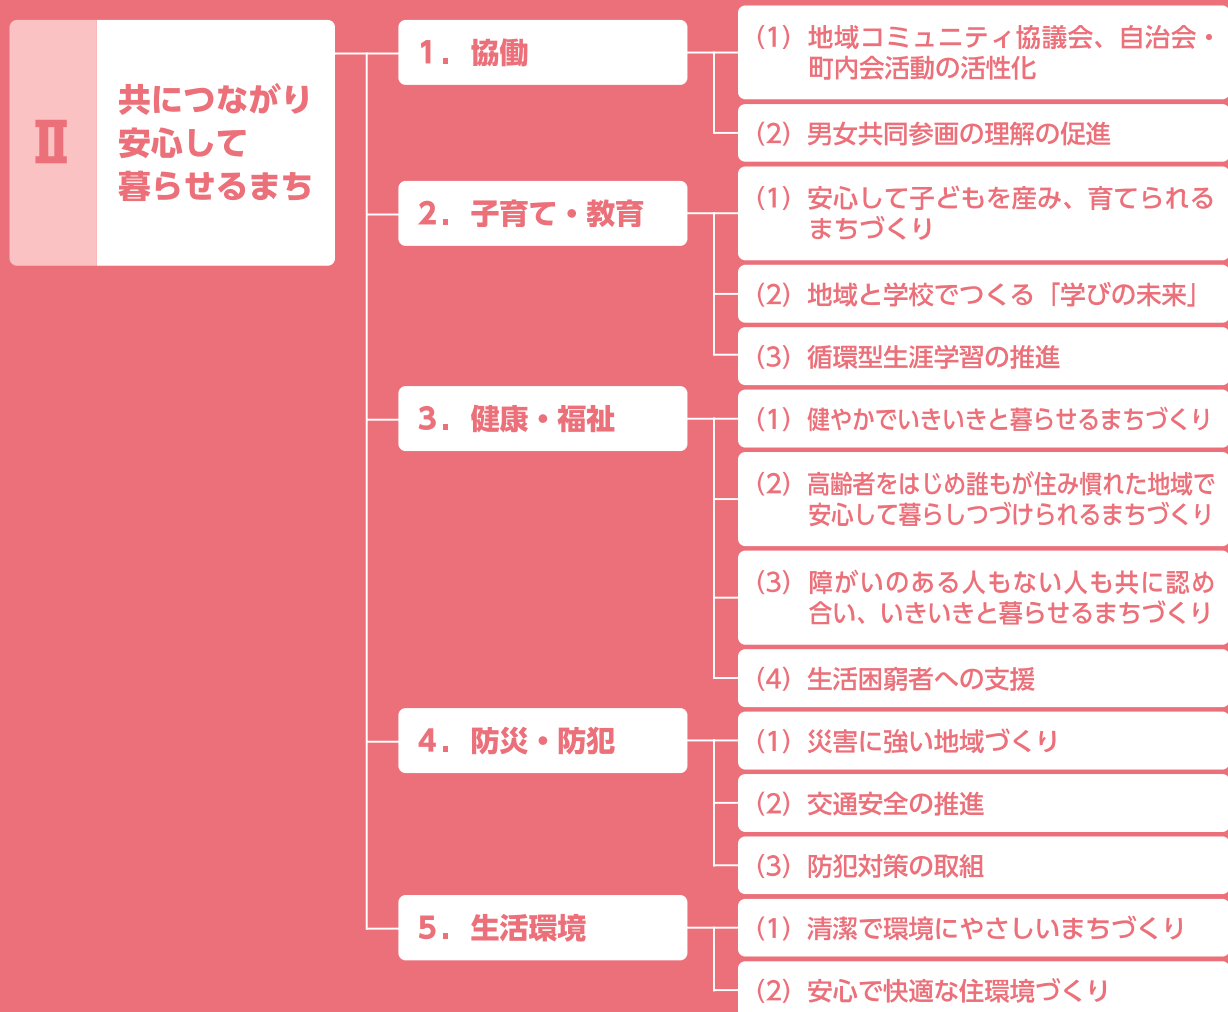 Ⅱ
共につながり
安心して
暮らせるまち
1．協働
(1) 地域コミュニティ協議会、自治会・
町内会活動の活性化
(2) 男女共同参画の理解の促進
2．子育て・教育
(1) 安心して子どもを産み、育てられる
まちづくり
(2) 地域と学校でつくる「学びの未来」
(3) 循環型生涯学習の推進
3．健康・福祉
(1) 健やかでいきいきと暮らせるまちづくり
(2) 高齢者をはじめ誰もが住み慣れた地域で
安心して暮らしつづけられるまちづくり
(3) 障がいのある人もない人も共に認め
合い、いきいきと暮らせるまちづくり
(4) 生活困窮者への支援
4．防災・防犯
(1) 災害に強い地域づくり
(2) 交通安全の推進
(3) 防犯対策の取組
5．生活環境
(1) 清潔で環境にやさしいまちづくり
(2) 安心で快適な住環境づくり